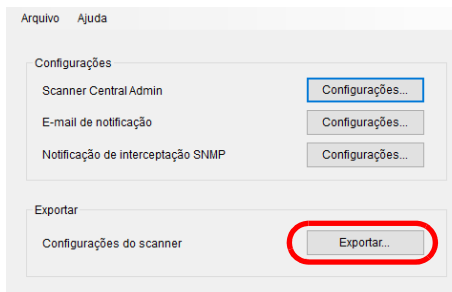 Arquivo Ajuda
Configurações
Scanner Central Admin Configurações...
E-mail de notificação Configurações...
Notificação de interceptação SNMP Configurações...
Exportar
Configurações do scanner Exportar...